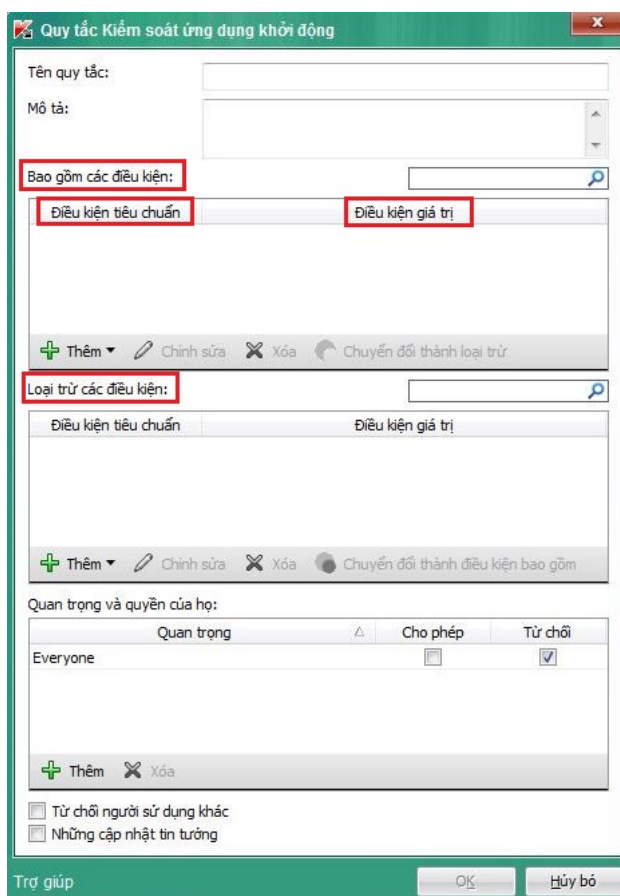 Quy tắc Kiểm soát ứng dụng khởi động
Tên quy tắc:
Mô tả:
Bao gồm các điều kiện:
Điều kiện tiêu chuẩn Điều kiện giá trị
Thêm Chỉnh sửa Xóa Chuyển đổi thành loại trừ
Loại trừ các điều kiện:
Điều kiện tiêu chuẩn Điều kiện giá trị
Thêm Chỉnh sửa Xóa Chuyển đổi thành điều kiện bao gồm
Quan trọng và quyền của họ:
Quan trọng Cho phép Từ chối
Everyone
Thêm Xóa
Từ chối người sử dụng khác
Những cập nhật tin tưởng
Trợ giúp OK Hủy bỏ